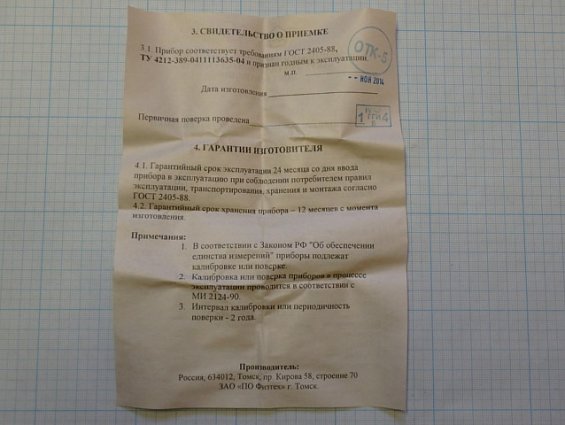 3. СВИДЕТЕЛЬСТВО О ПРИЕМКЕ
3.1. Прибор соответствует требованиям ГОСТ 2405-88,
ТУ 4212-389-0411113635-04 и признан годным к эксплуатации.
ОТК-5
м.п.
-- НОЯ 2014
Дата изготовления
Первичная поверка проведена
4. ГАРАНТИИ ИЗГОТОВИТЕЛЯ
4.1. Гарантийный срок эксплуатации 24 месяца со дня ввода
прибора в эксплуатацию при соблюдении потребителем правил
эксплуатации, транспортирования, хранения и монтажа согласно
ГОСТ 2405-88.
4.2. Гарантийный срок хранения прибора – 12 месяцев с момента
изготовления.
Примечания:
1. В соответствии с Законом РФ "Об обеспечении
единства измерений" приборы подлежат
калибровке или поверке.
2. Калибровка или поверка приборов в процессе
эксплуатации проводится в соответствии с
МИ 2124-90.
3. Интервал калибровки или периодичность
поверки - 2 года.
Производитель:
Россия, 634012, Томск, пр. Кирова 58, строение 70
ЗАО «ПО Физтех» г. Томск.